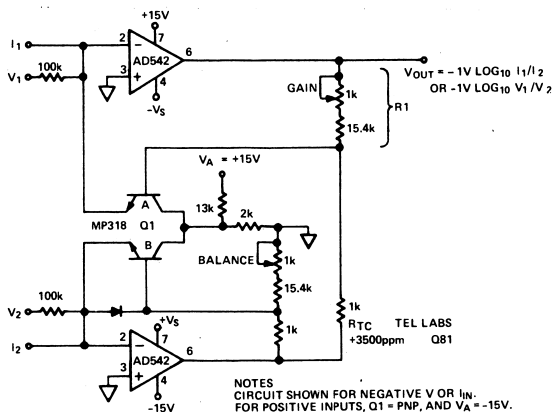 +15V
I1
2
7
AD542
6
V1
100k
3
4
-VS
VOUT = -1V LOG10 I1/I2
OR -1V LOG10 V1/V2
GAIN
1k
R1
15.4k
VA = +15V
A
MP318 Q1
B
13k
2k
BALANCE
1k
15.4k
1k
1k
RTC TEL LABS
+3500ppm Q81
V2
100k
I2
+VS
2
7
AD542
6
3
4
-15V
NOTES
CIRCUIT SHOWN FOR NEGATIVE V OR IIN.
FOR POSITIVE INPUTS, Q1 = PNP, AND VA = -15V.